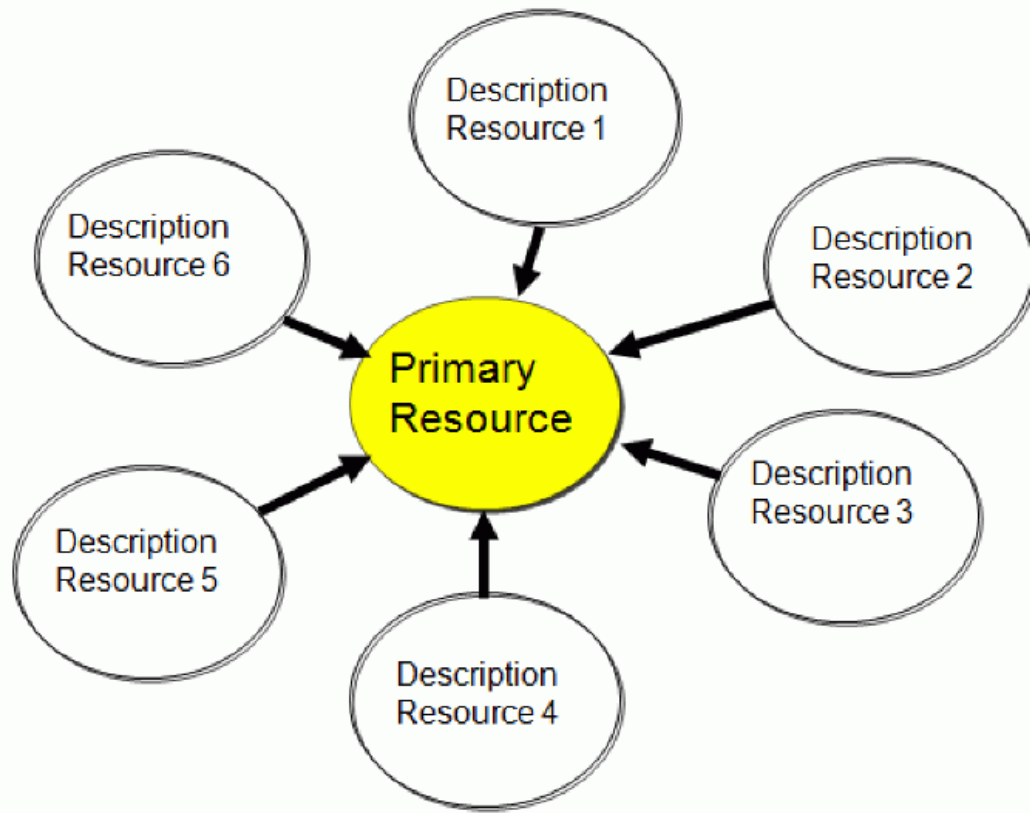 Description
Resource 1
Description
Resource 6
Description
Resource 2
Primary
Resource
Description
Resource 3
Description
Resource 5
Description
Resource 4